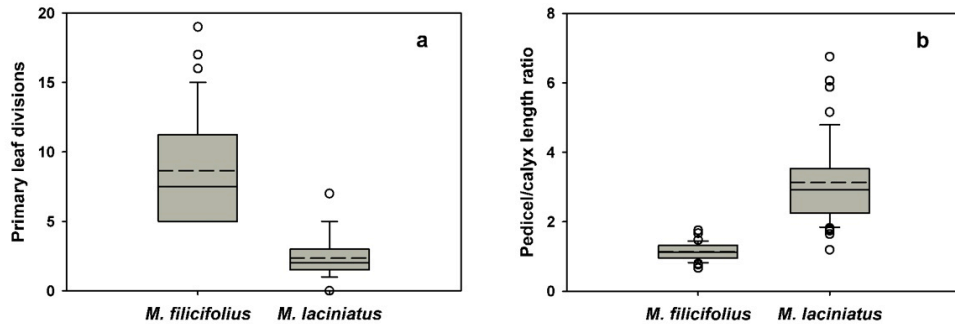 a
Primary leaf divisions
20
15
10
5
0
M. filicifolius M. laciniatus
b
Pedicel/calyx length ratio
8
6
4
2
0
M. filicifolius M. laciniatus